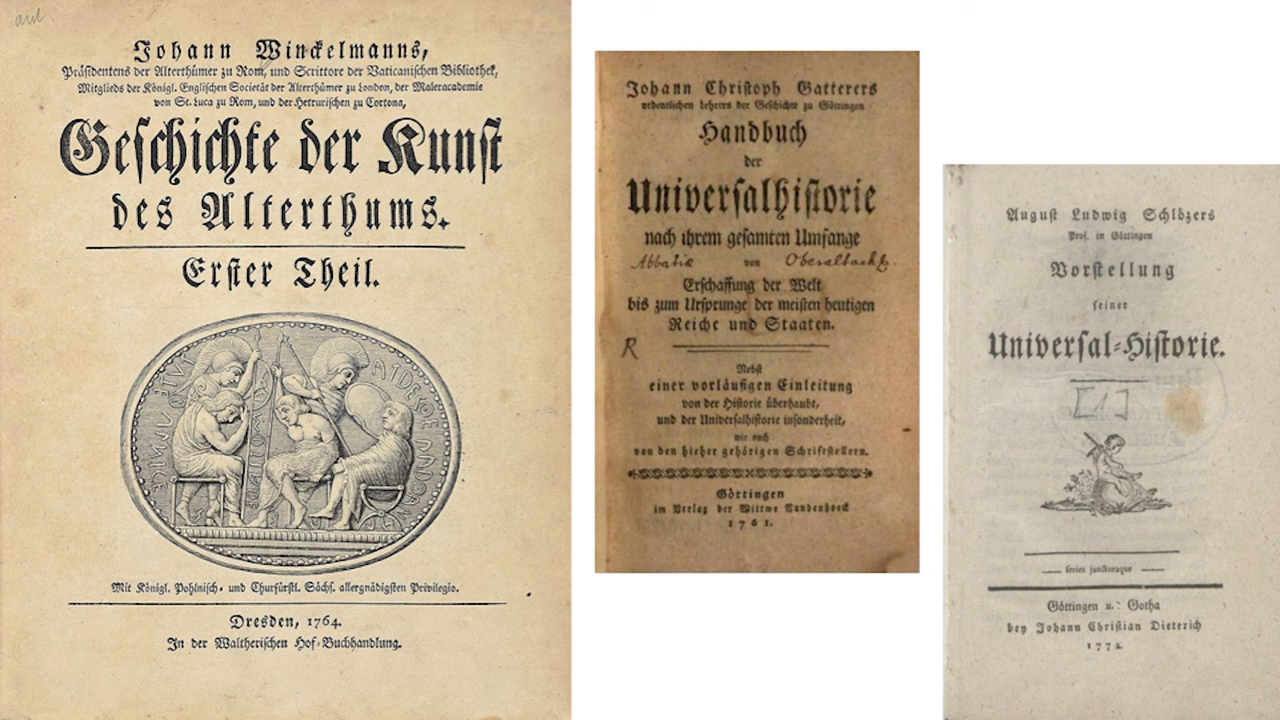 aul.
Johann Winckelmanns,
Präsidentens der Alterthümer zu Rom, und Scrittore der Vaticanischen Bibliothek,
Mitglieds der Königl. Englischen Societät der Alterthümer zu London, der Maleracademie
von St. Luca zu Rom, und der Hetrurischen zu Cortona,
Geschichte der Kunst
des Alterthums.
Erster Theil.
Mit Königl. Pohlnisch- und Churfürstl. Sächs. allergnädigsten Privilegio.
Dresden, 1764.
In der Waltherischen Hof-Buchhandlung.
Johann Christoph Gatterers
ordentlichen Lehrers der Geschichte zu Göttingen
Handbuch
der
Universalhistorie
nach ihrem gesamten Umfange
Abbatiæ von
Erschaffung der Welt
bis zum Ursprunge der meisten heutigen
Reiche und Staaten.
R
Nebst
einer vorläufigen Einleitung
von der Historie überhaupt,
und der Universalhistorie insonderheit,
wie auch
von den hieher gehörigen Schriftstellern.
Göttingen
im Verlag der Wittwe Vandenhoeck
1761.
August Ludwig Schlözers
Prof. in Göttingen
Vorstellung
seiner
Universal-Historie.
[1]
series juncturaque
Göttingen u. Gotha
bey Johann Christian Dieterich
1772.